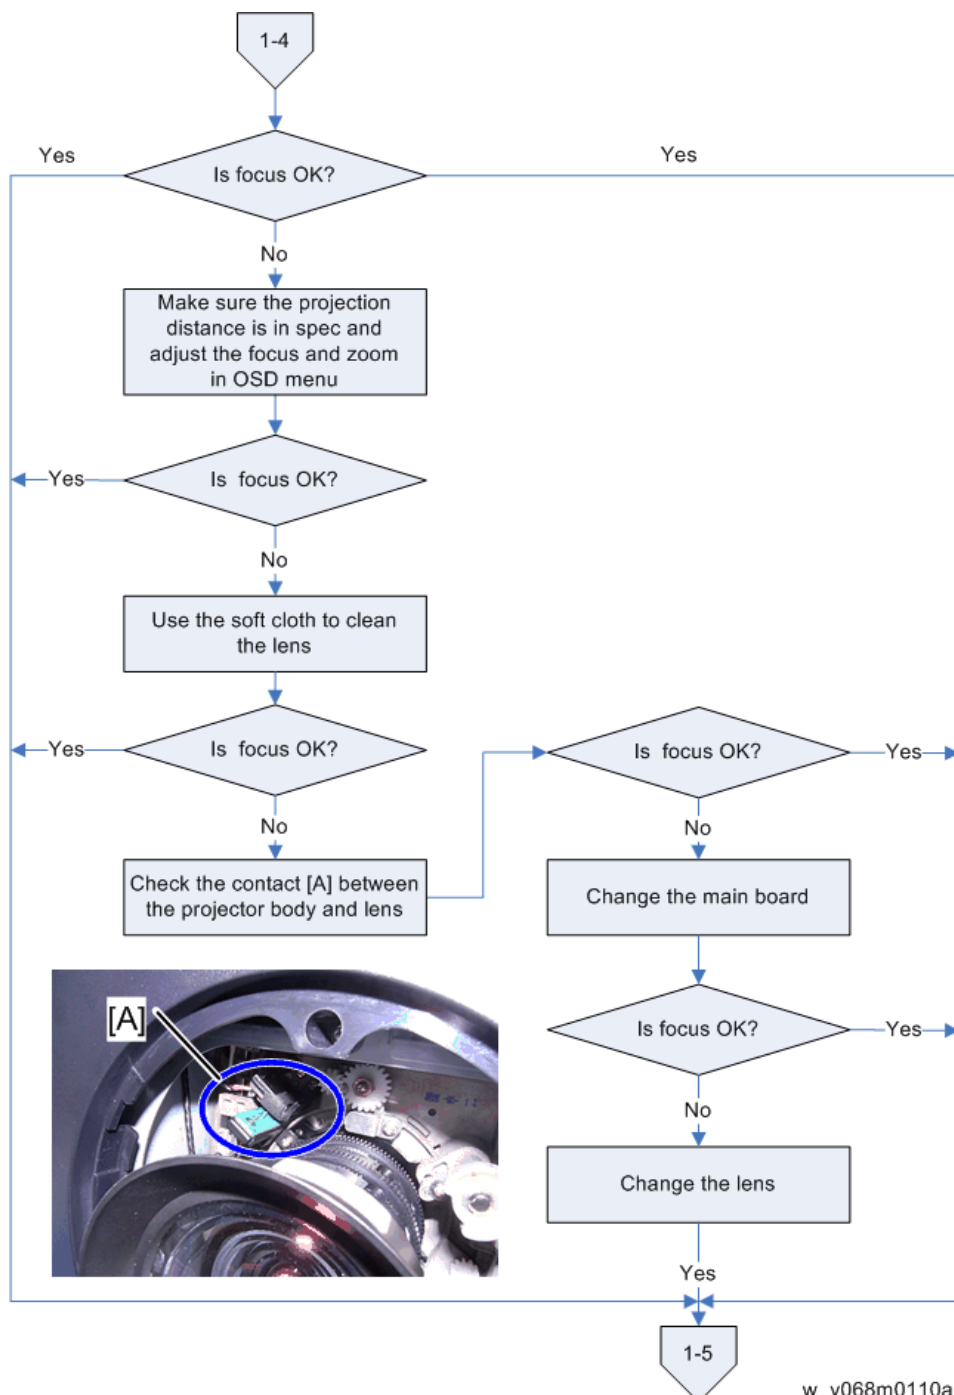 1-4
Yes
Is focus OK?
Yes
No
Make sure the projection
distance is in spec and
adjust the focus and zoom
in OSD menu
Yes
Is focus OK?
No
Use the soft cloth to clean
the lens
Yes
Is focus OK?
No
Check the contact [A] between
the projector body and lens
Is focus OK?
Yes
No
Change the main board
Is focus OK?
Yes
No
Change the lens
Yes
[A]
1-5
w_v068m0110a